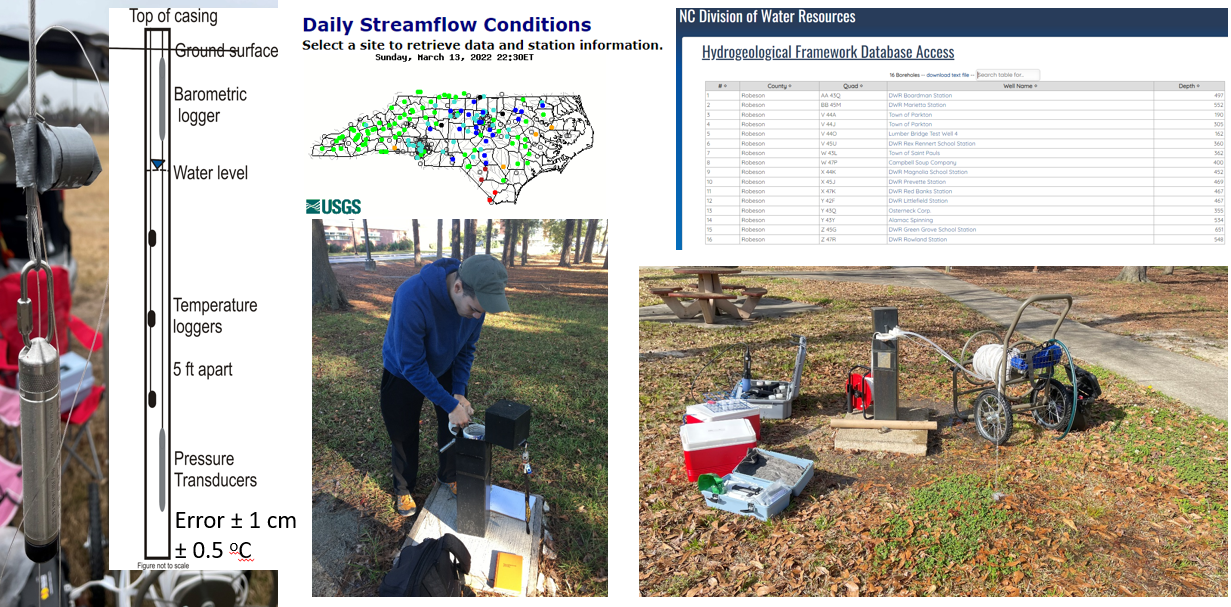 Top of casing
Ground surface
Barometric
logger
Water level
Temperature
loggers
5 ft apart
Pressure
Transducers
Error ± 1 cm
± 0.5 ºC
Figure not to scale
Daily Streamflow Conditions
Select a site to retrieve data and station information.
Sunday, March 13, 2022 22:30ET
USGS
NC Division of Water Resources
Hydrogeological Framework Database Access
16 Boreholes -- download text file -- Search table for..
# County Quad Well Name Depth
1 Robeson AA 43Q DWR Boardman Station 497
2 Robeson BB 45M DWR Marietta Station 552
3 Robeson V 44A Town of Parkton 190
4 Robeson V 44J Town of Parkton 305
5 Robeson V 44O Lumber Bridge Test Well 4 162
6 Robeson V 45U DWR Rex Rennert School Station 360
7 Robeson W 43L Town of Saint Pauls 362
8 Robeson W 47P Campbell Soup Company 400
9 Robeson X 44K DWR Magnolia School Station 452
10 Robeson X 45J DWR Prevette Station 469
11 Robeson X 47K DWR Red Banks Station 467
12 Robeson Y 42F DWR Littlefield Station 467
13 Robeson Y 43Q Osterneck Corp. 335
14 Robeson Y 43Y Alamac Spinning 534
15 Robeson Z 45G DWR Green Grove School Station 651
16 Robeson Z 47R DWR Rowland Station 548